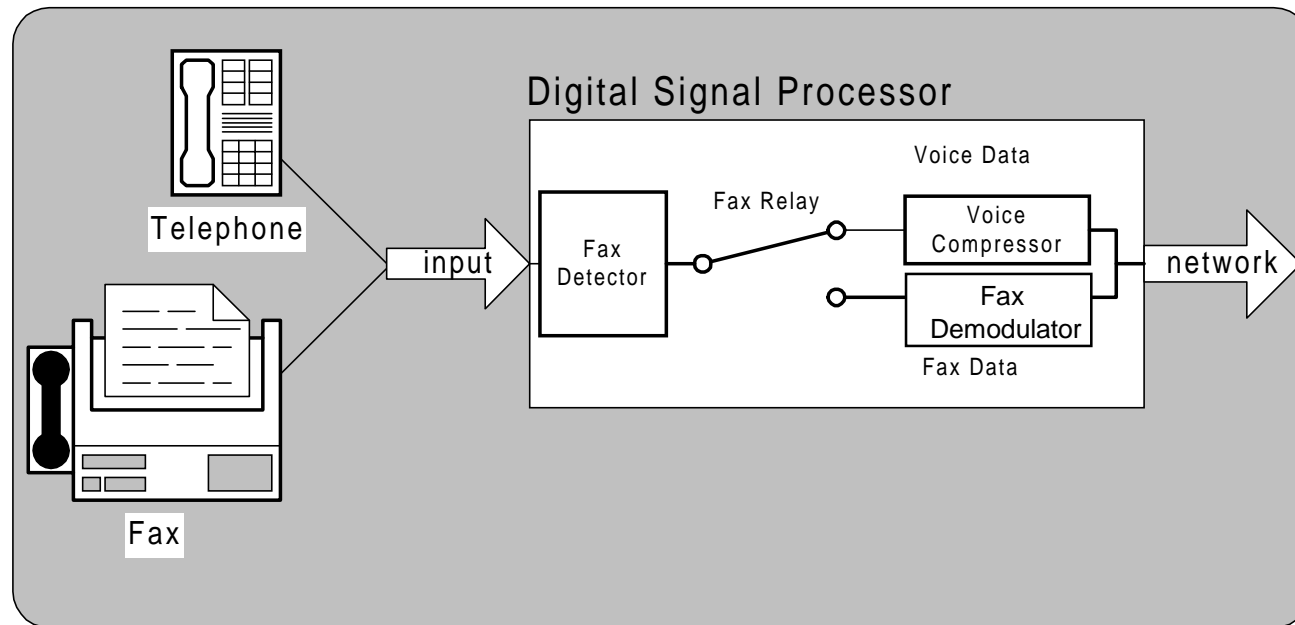 Digital Signal Processor
Telephone
Fax
input
Fax
Detector
Fax Relay
Voice Data
Voice
Compressor
Fax
Demodulator
Fax Data
network